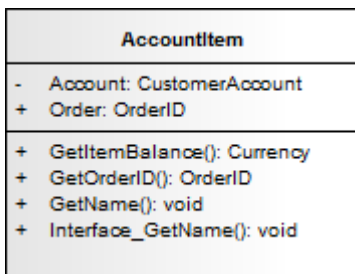 AccountItem
- Account: CustomerAccount
+ Order: OrderID
+ GetItemBalance(): Currency
+ GetOrderID(): OrderID
+ GetName(): void
+ Interface_GetName(): void